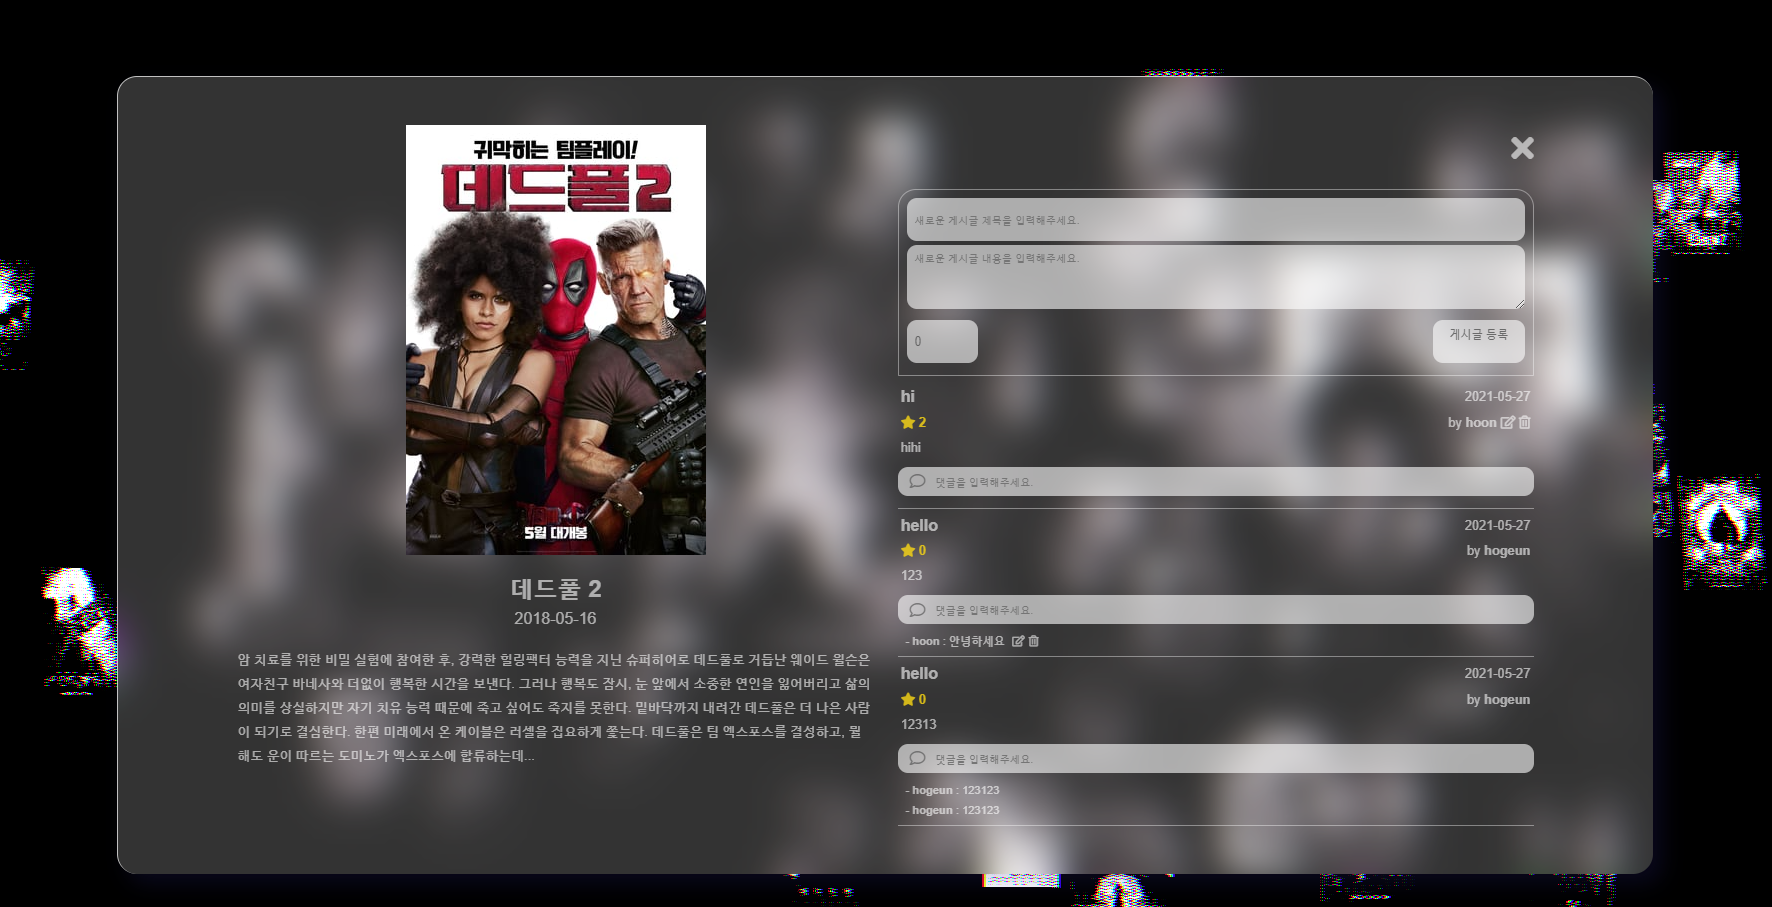 귀막히는 팀플레이!
데드풀2
5월 대개봉
데드풀 2
2018-05-16
암 치료를 위한 비밀 실험에 참여한 후, 강력한 힐링팩터 능력을 지닌 슈퍼히어로 데드풀로 거듭난 웨이드 윌슨은
여자친구 바네사와 더없이 행복한 시간을 보낸다. 그러나 행복도 잠시, 눈 앞에서 소중한 연인을 잃어버리고 삶의
의미를 상실하지만 자기 치유 능력 때문에 죽고 싶어도 죽지를 못한다. 밑바닥까지 내려간 데드풀은 더 나은 사람
이 되기로 결심한다. 한편 미래에서 온 케이블은 러셀을 집요하게 쫓는다. 데드풀은 팀 엑스포스를 결성하고, 뭘
해도 운이 따르는 도미노가 엑스포스에 합류하는데...
새로운 게시글 제목을 입력해주세요.
새로운 게시글 내용을 입력해주세요.
0 게시글 등록
hi 2021-05-27
2 by hoon
hihi
댓글을 입력해주세요.
hello 2021-05-27
0 by hogeun
123
댓글을 입력해주세요.
- hoon : 안녕하세요
hello 2021-05-27
0 by hogeun
12313
댓글을 입력해주세요.
- hogeun : 123123
- hogeun : 123123